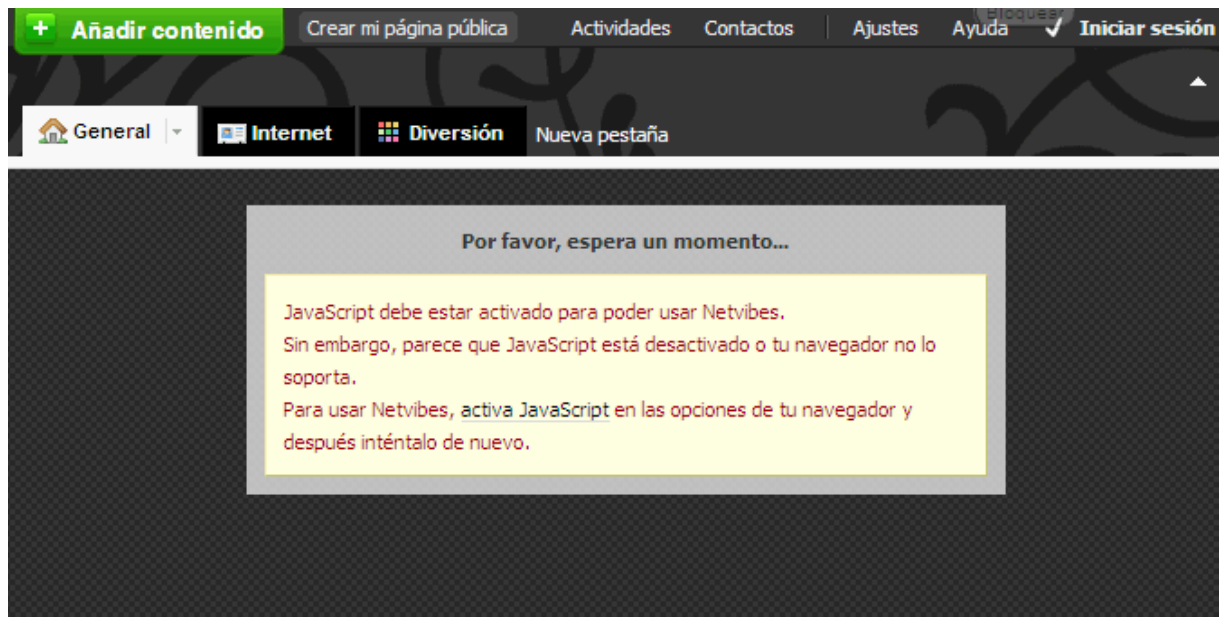 Bloquear
+ Añadir contenido Crear mi página pública Actividades Contactos Ajustes Ayuda Iniciar sesión
General Internet Diversión Nueva pestaña
Por favor, espera un momento...
JavaScript debe estar activado para poder usar Netvibes.
Sin embargo, parece que JavaScript está desactivado o tu navegador no lo
soporta.
Para usar Netvibes, activa JavaScript en las opciones de tu navegador y
después inténtalo de nuevo.